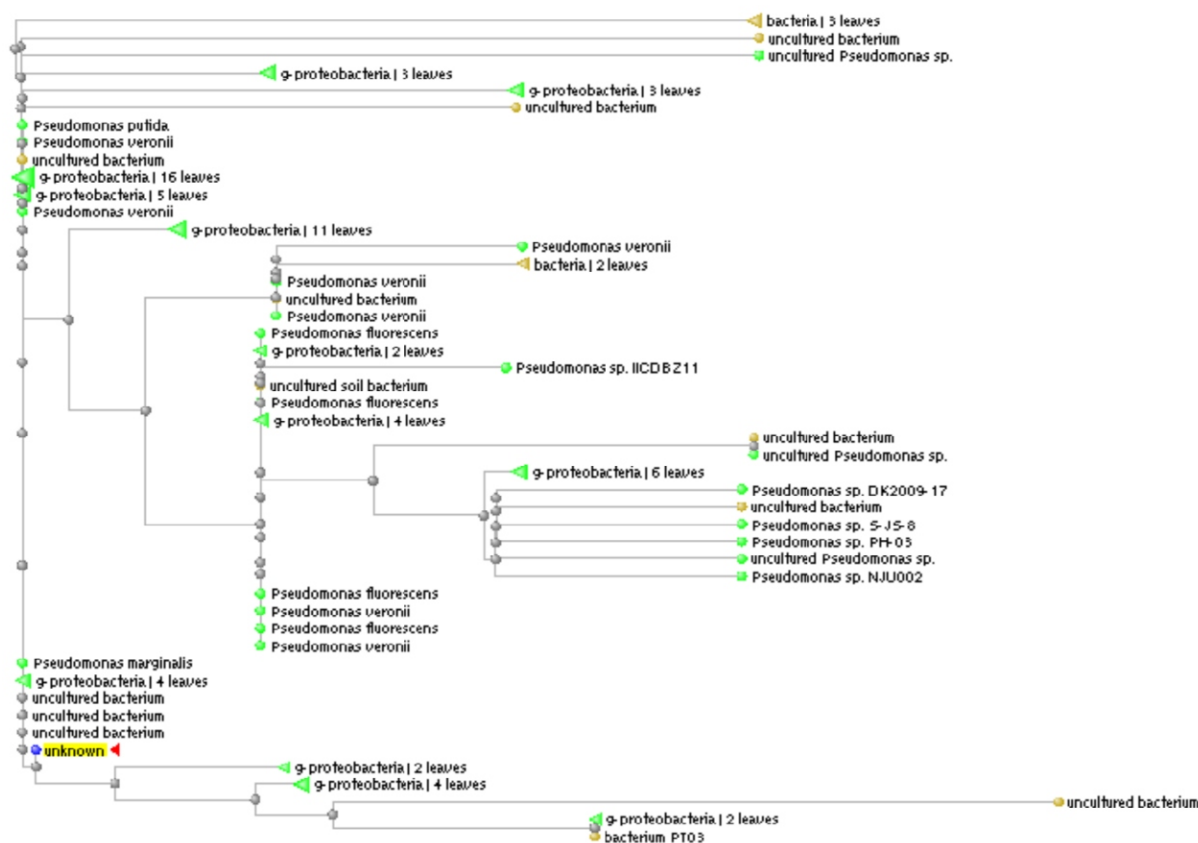 bacteria | 3 leaves
uncultured bacterium
uncultured Pseudomonas sp.
g-proteobacteria | 3 leaves
g-proteobacteria | 3 leaves
uncultured bacterium
Pseudomonas putida
Pseudomonas veronii
uncultured bacterium
g-proteobacteria | 16 leaves
g-proteobacteria | 5 leaves
Pseudomonas veronii
g-proteobacteria | 11 leaves
Pseudomonas veronii
bacteria | 2 leaves
Pseudomonas veronii
uncultured bacterium
Pseudomonas veronii
Pseudomonas fluorescens
g-proteobacteria | 2 leaves
Pseudomonas sp. IICDBZ11
uncultured soil bacterium
Pseudomonas fluorescens
g-proteobacteria | 4 leaves
uncultured bacterium
uncultured Pseudomonas sp.
g-proteobacteria | 6 leaves
Pseudomonas sp. DK2009-17
uncultured bacterium
Pseudomonas sp. S-JS-8
Pseudomonas sp. PH-03
uncultured Pseudomonas sp.
Pseudomonas sp. NJU002
Pseudomonas fluorescens
Pseudomonas veronii
Pseudomonas fluorescens
Pseudomonas veronii
Pseudomonas marginalis
g-proteobacteria | 4 leaves
uncultured bacterium
uncultured bacterium
uncultured bacterium
unknown
g-proteobacteria | 2 leaves
g-proteobacteria | 4 leaves
uncultured bacterium
g-proteobacteria | 2 leaves
bacterium PT03